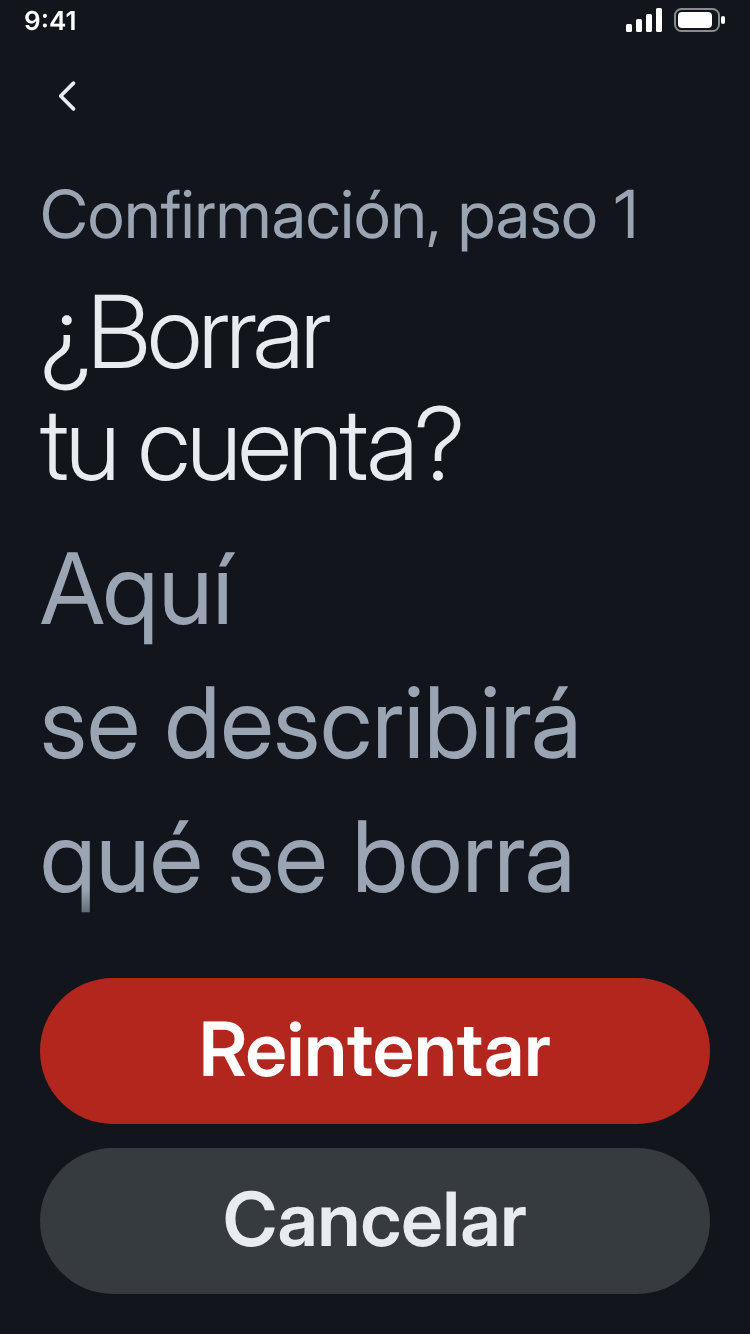 9:41
Confirmación, paso 1
¿Borrar
tu cuenta?
Aquí
se describirá
qué se borra
Reintentar
Cancelar